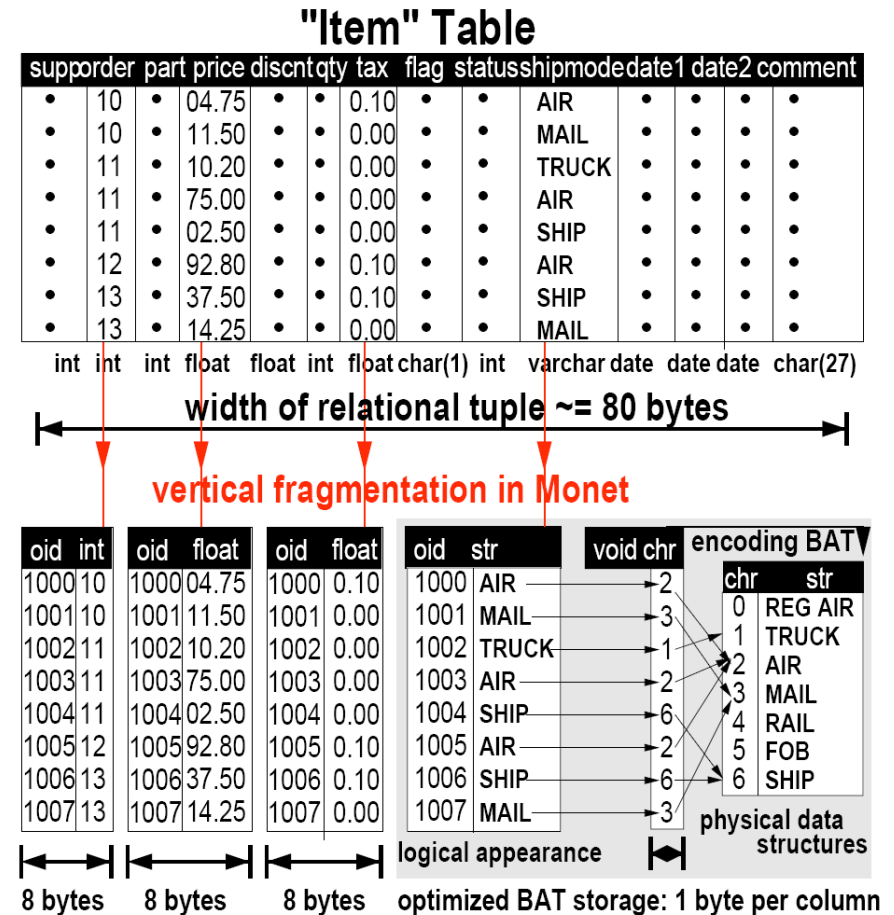 "Item" Table
supporder part price discntqty tax flag statusshipmodedate1 date2 comment
• 10 • 04.75 • • 0.10 • • AIR • • • •
• 10 • 11.50 • • 0.00 • • MAIL • • • •
• 11 • 10.20 • • 0.00 • • TRUCK • • • •
• 11 • 75.00 • • 0.00 • • AIR • • • •
• 11 • 02.50 • • 0.00 • • SHIP • • • •
• 12 • 92.80 • • 0.10 • • AIR • • • •
• 13 • 37.50 • • 0.10 • • SHIP • • • •
• 13 • 14.25 • • 0.00 • • MAIL • • • •
int int int float float int float char(1) int varchar date date date char(27)
width of relational tuple ~= 80 bytes
vertical fragmentation in Monet
oid int
1000 10
1001 10
1002 11
1003 11
1004 11
1005 12
1006 13
1007 13
8 bytes
oid float
1000 04.75
1001 11.50
1002 10.20
1003 75.00
1004 02.50
1005 92.80
1006 37.50
1007 14.25
8 bytes
oid float
1000 0.10
1001 0.00
1002 0.00
1003 0.00
1004 0.00
1005 0.10
1006 0.10
1007 0.00
8 bytes
oid str
1000 AIR
1001 MAIL
1002 TRUCK
1003 AIR
1004 SHIP
1005 AIR
1006 SHIP
1007 MAIL
logical appearance
void chr
2
3
1
2
6
2
6
3
encoding BAT
chr str
0 REG AIR
1 TRUCK
2 AIR
3 MAIL
4 RAIL
5 FOB
6 SHIP
physical data
structures
optimized BAT storage: 1 byte per column